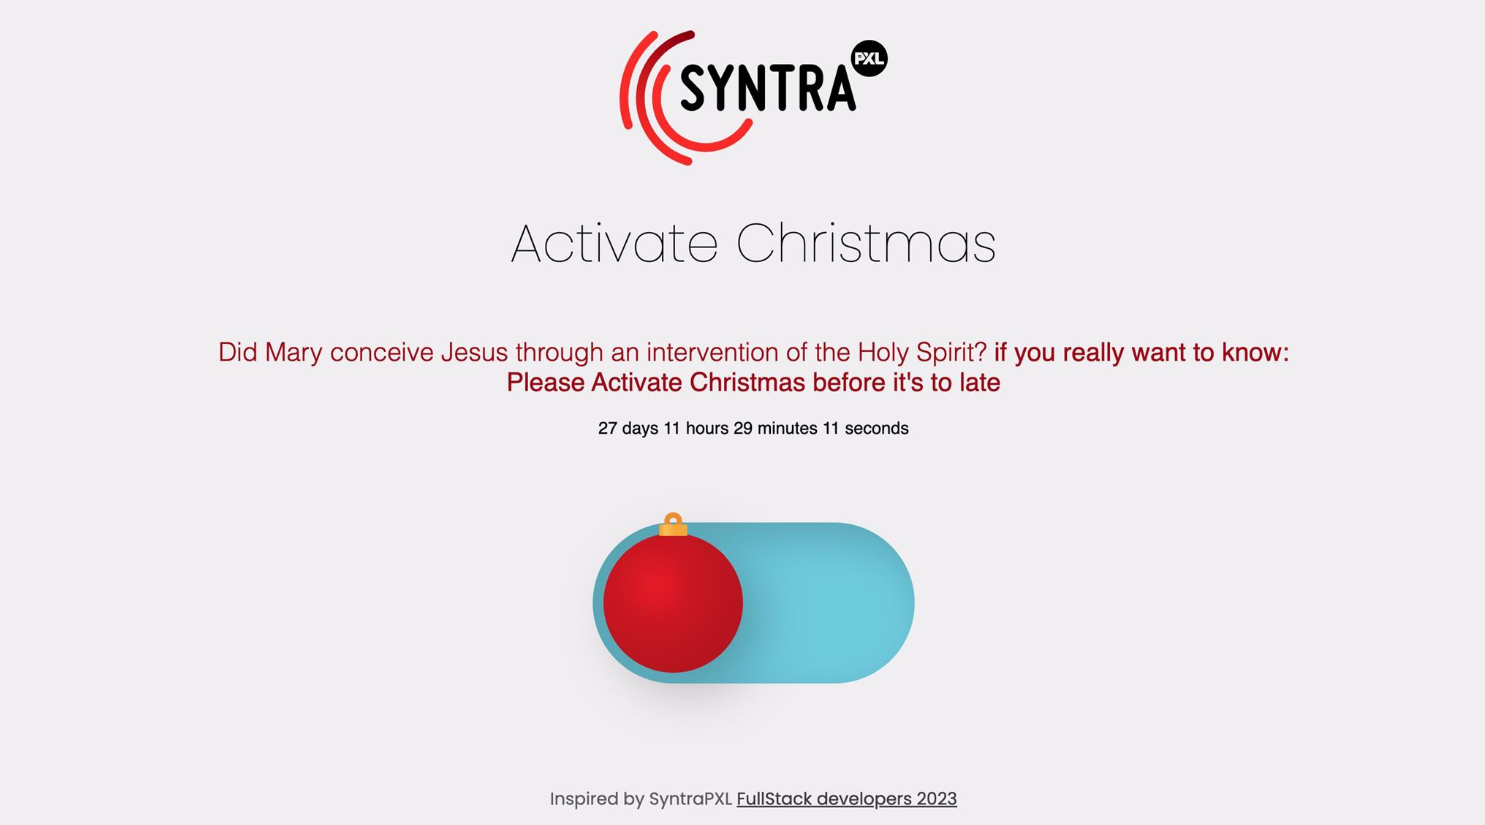 SYNTRA PXL
Activate Christmas
Did Mary conceive Jesus through an intervention of the Holy Spirit? if you really want to know:
Please Activate Christmas before it's to late
27 days 11 hours 29 minutes 11 seconds
Inspired by SyntraPXL FullStack developers 2023